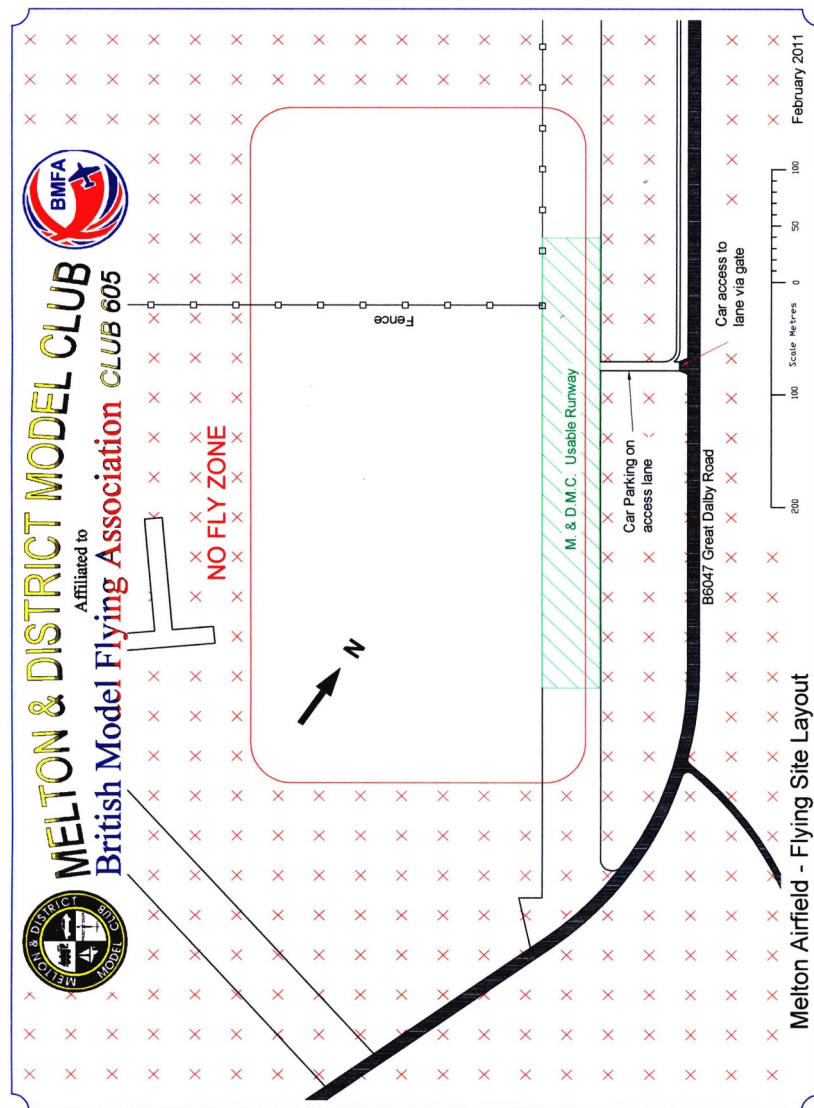 MELTON & DISTRICT MODEL CLUB
Affiliated to
British Model Flying Association CLUB 605
MELTON & DISTRICT
MODEL CLUB
BMFA
NO FLY ZONE
N
Fence
M. & D.M.C. Usable Runway
Car Parking on
access lane
Car access to
lane via gate
B6047 Great Dalby Road
200
100
0
50
100
Scale Metres
Melton Airfield - Flying Site Layout
February 2011